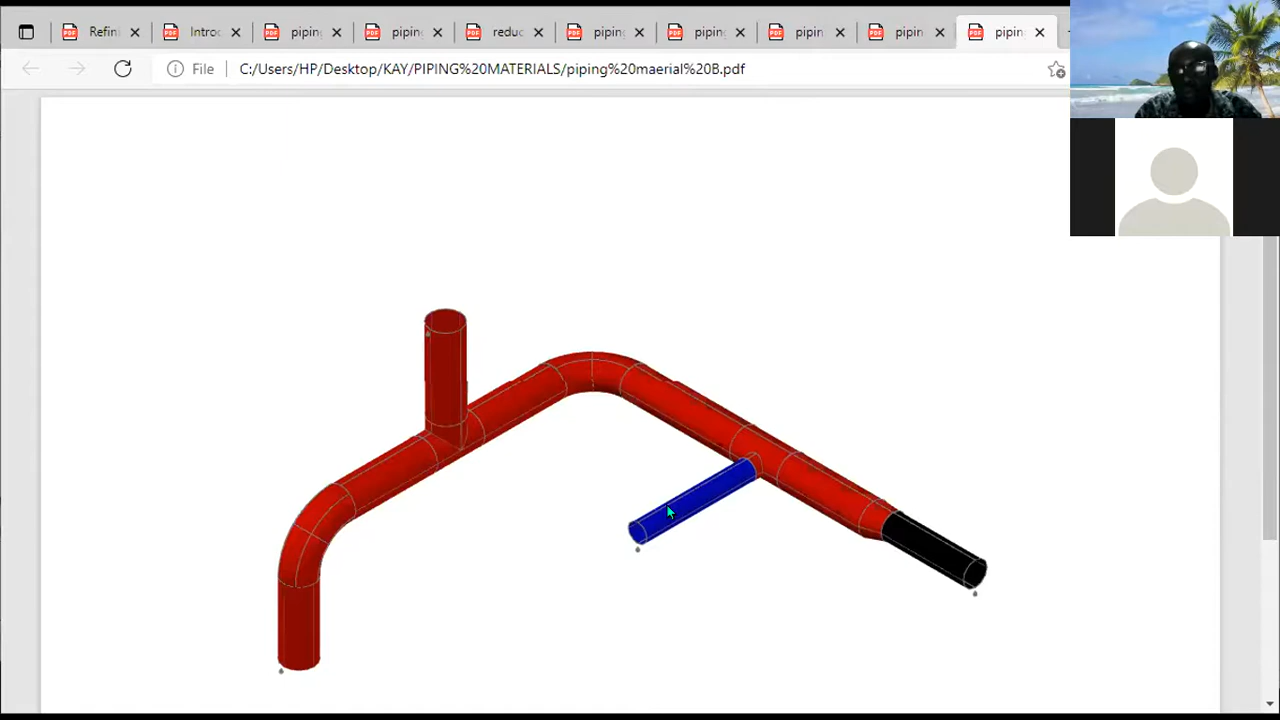 Refin
Introd
piping
piping
reduc
piping
piping
pipin
pipin
pipin
File
C:/Users/HP/Desktop/KAY/PIPING%20MATERIALS/piping%20maerial%20B.pdf